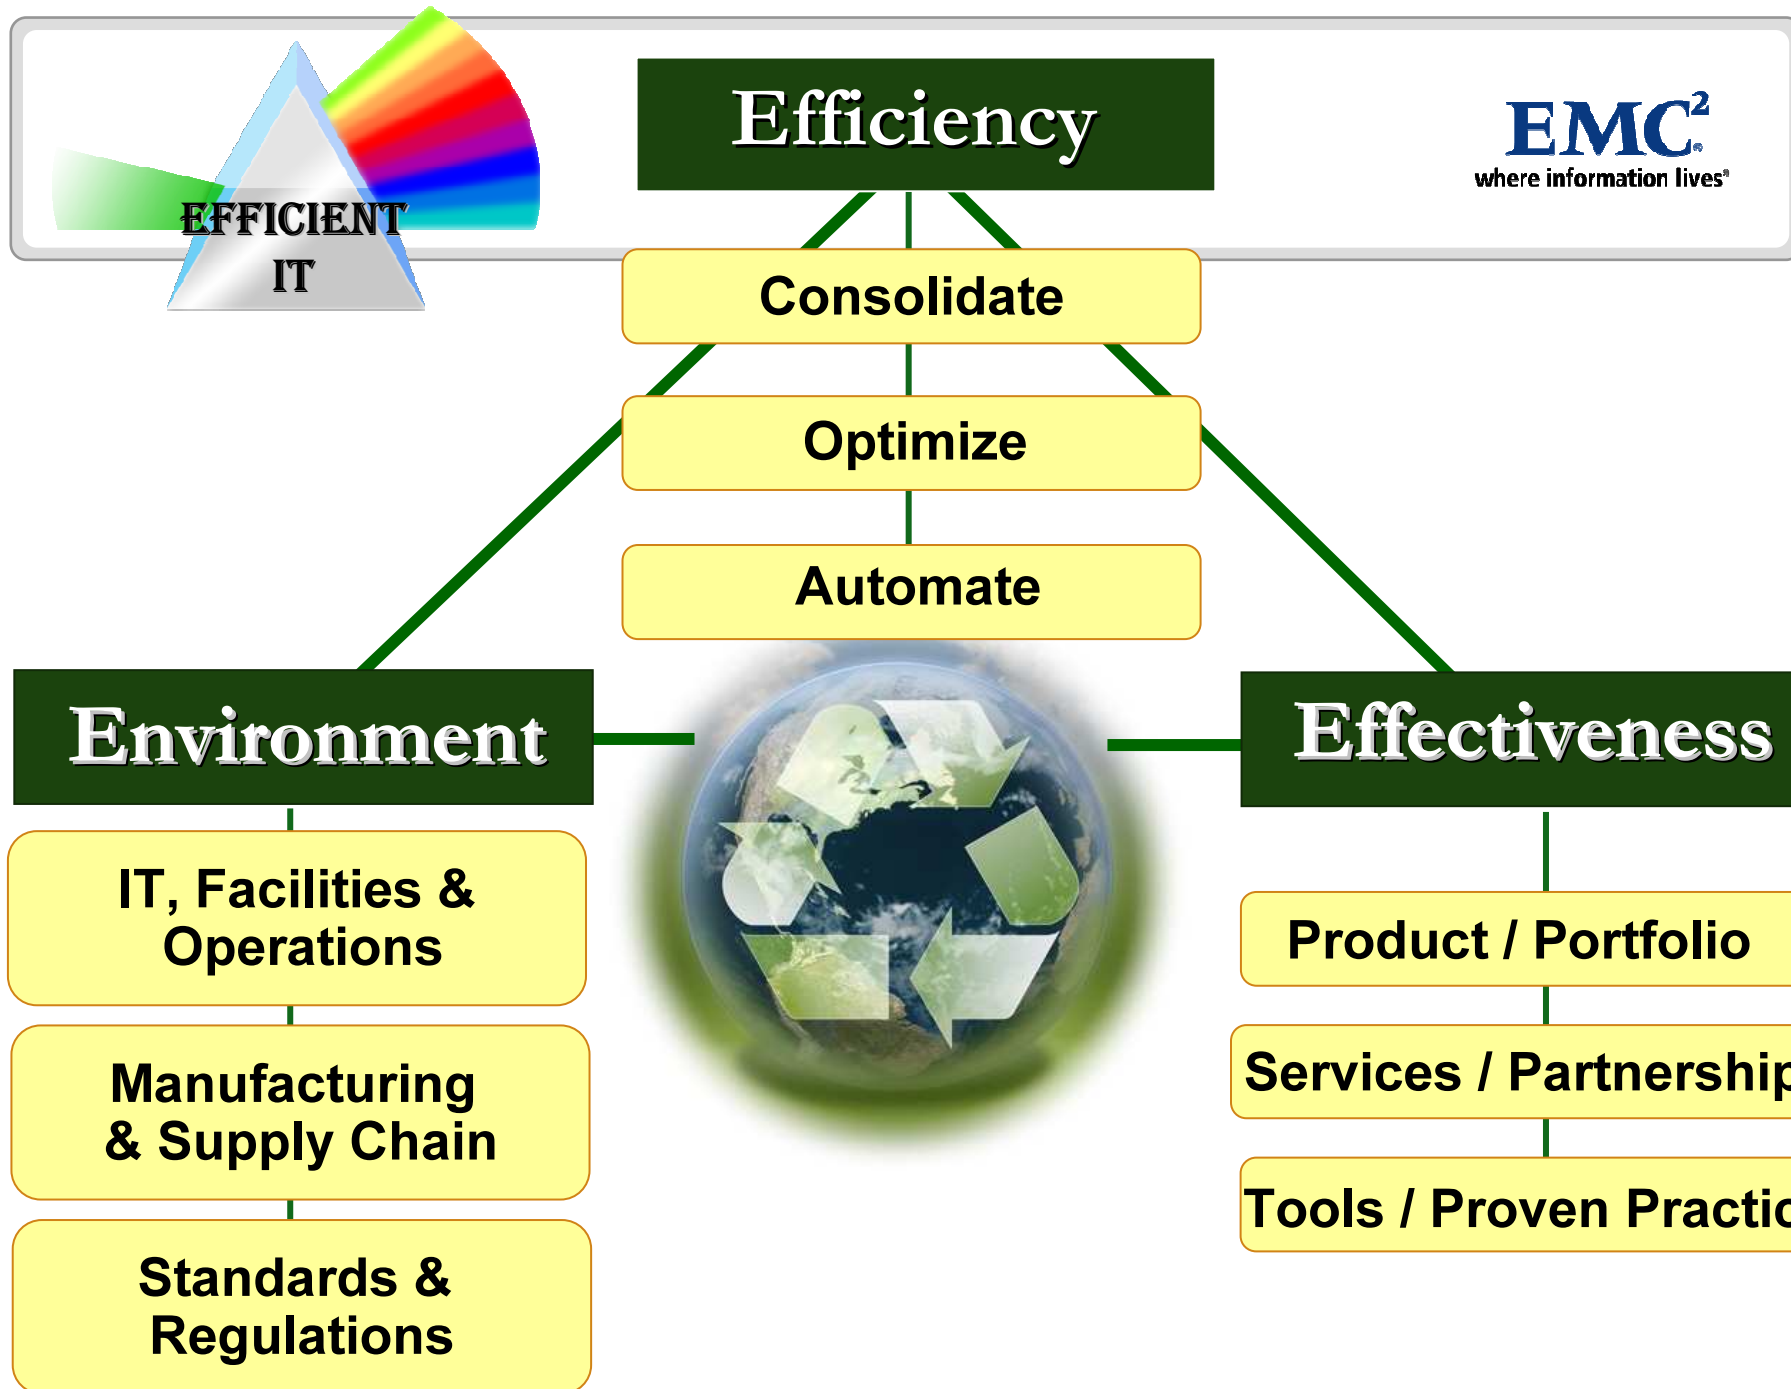 Efficiency
EMC²
where information lives®
EFFICIENT
IT
Consolidate
Optimize
Automate
Environment
IT, Facilities &
Operations
Manufacturing
& Supply Chain
Standards &
Regulations
Effectiveness
Product / Portfolio
Services / Partnership
Tools / Proven Practic